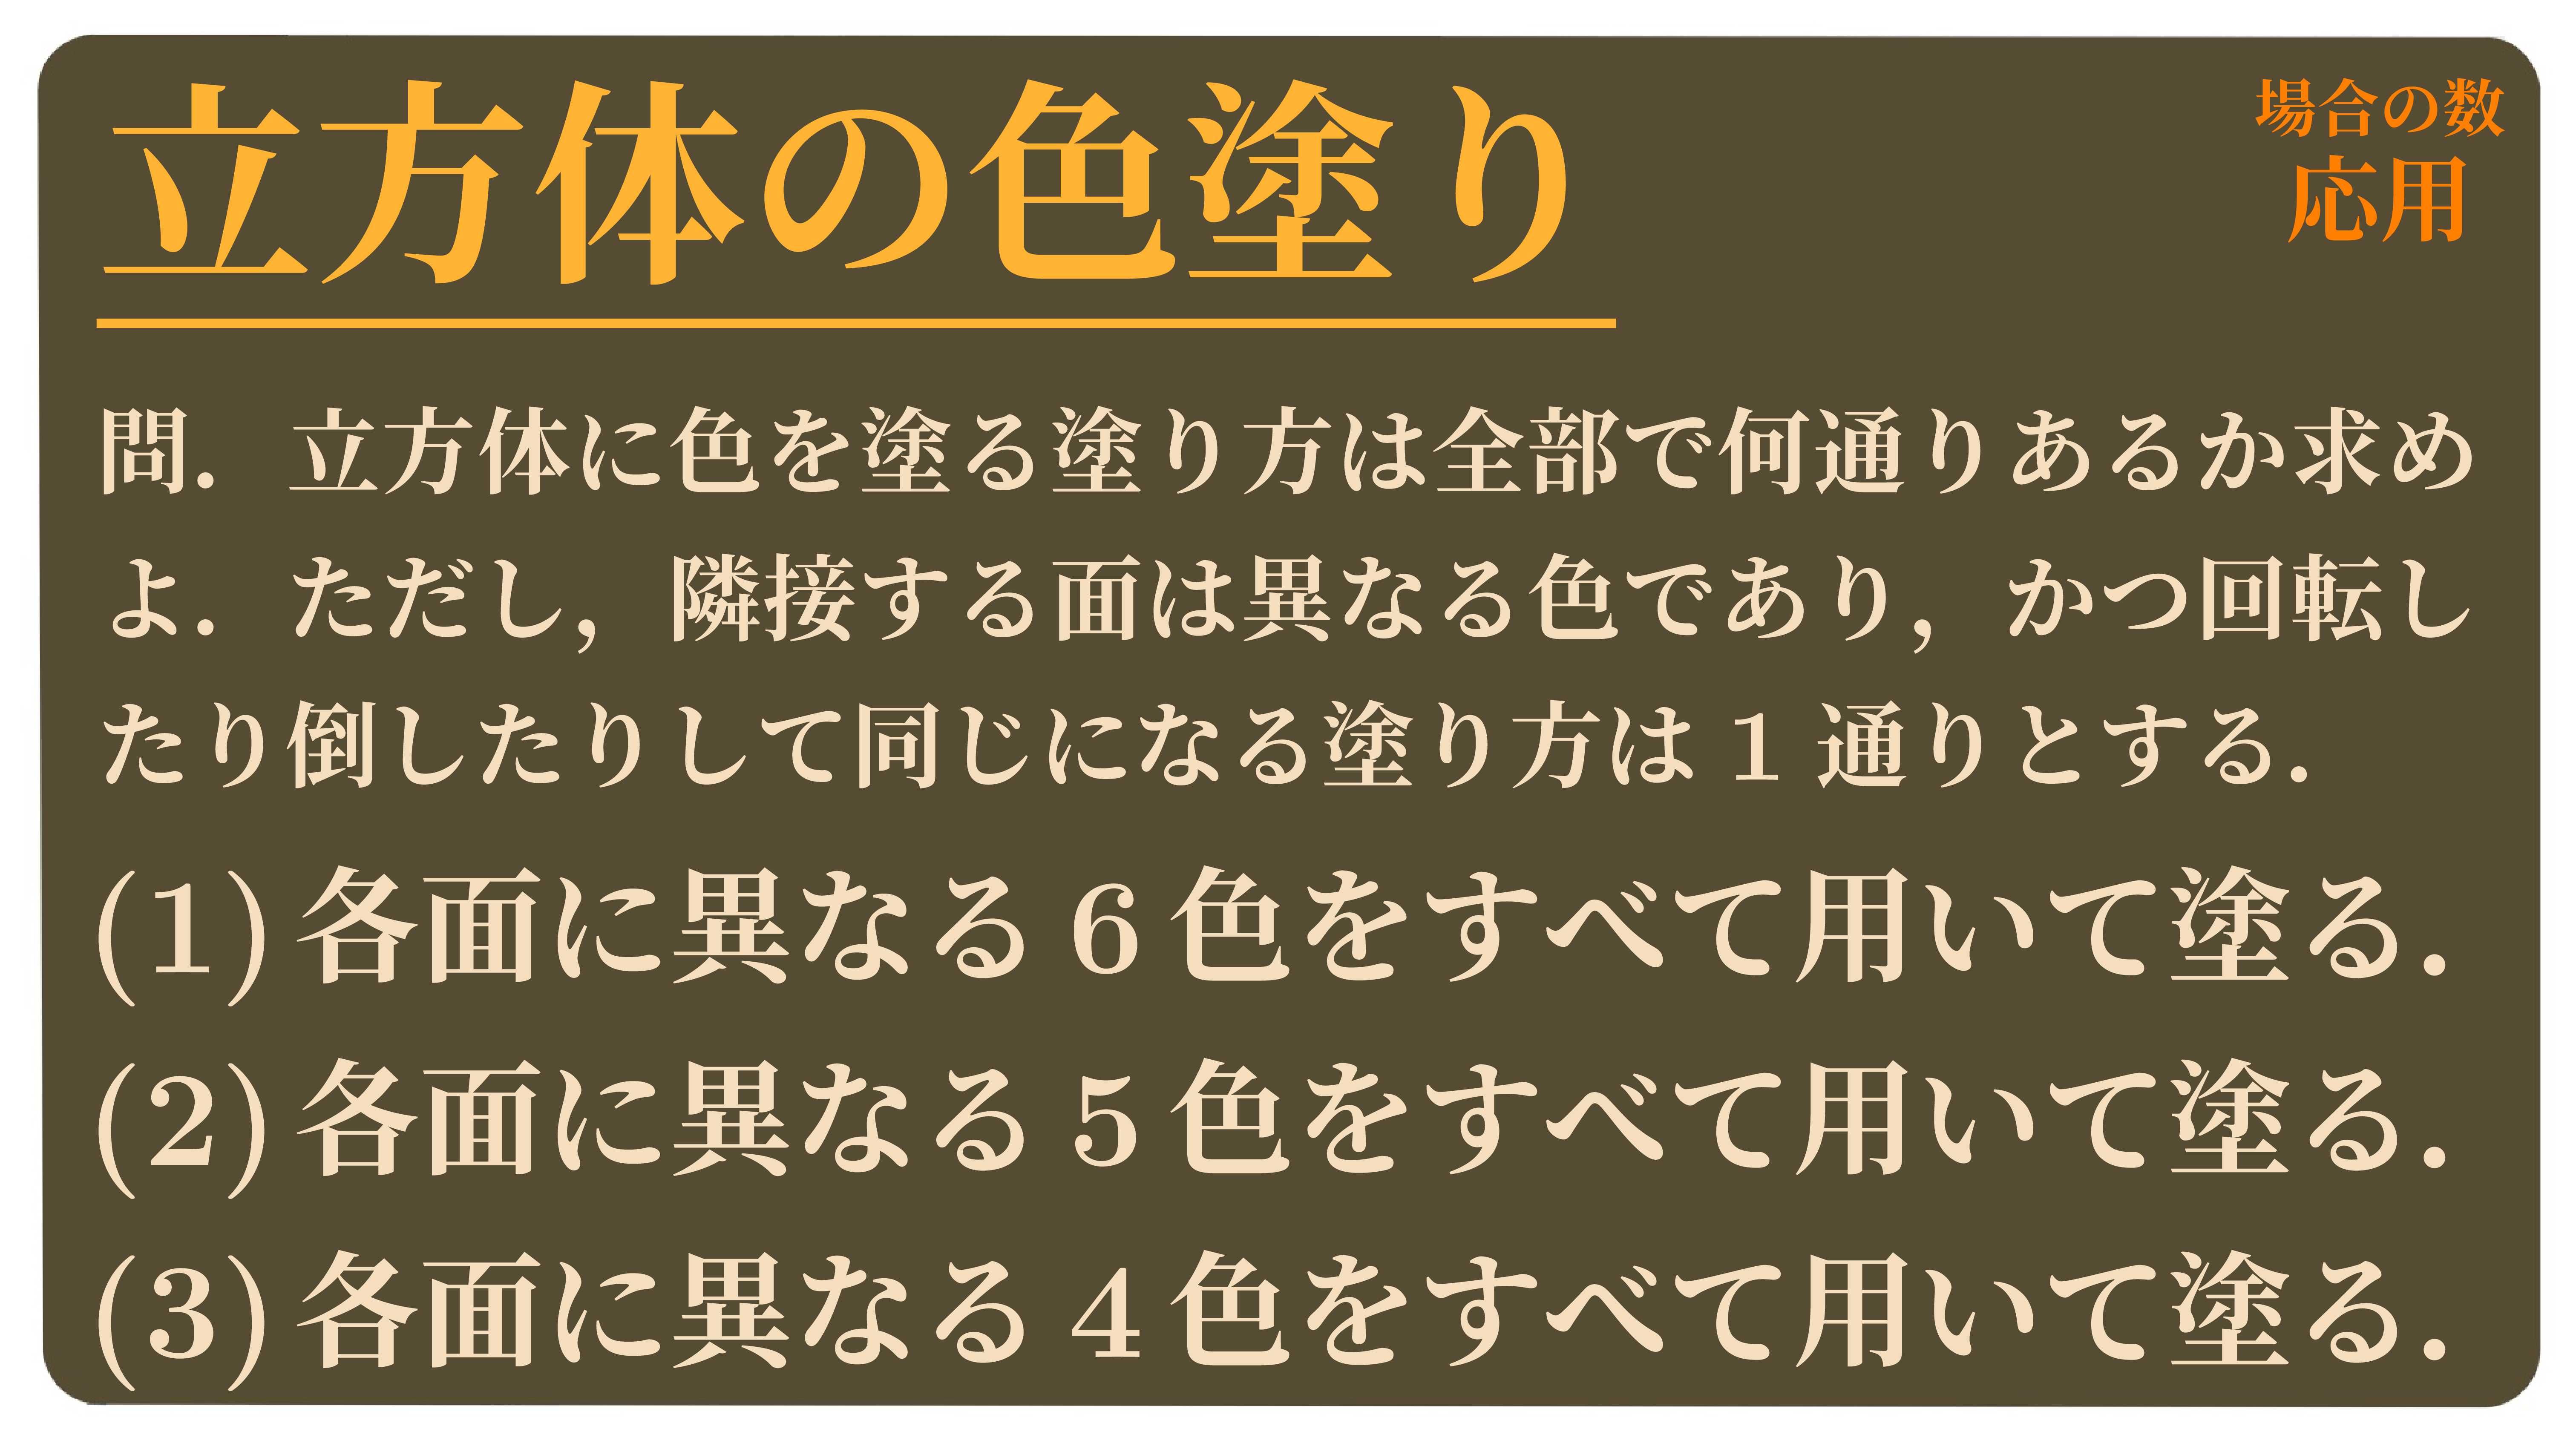 立方体の色塗り
場合の数
応用
問．立方体に色を塗る塗り方は全部で何通りあるか求め
よ．ただし，隣接する面は異なる色であり，かつ回転し
たり倒したりして同じになる塗り方は 1 通りとする．
(1) 各面に異なる 6 色をすべて用いて塗る．
(2) 各面に異なる 5 色をすべて用いて塗る．
(3) 各面に異なる 4 色をすべて用いて塗る．